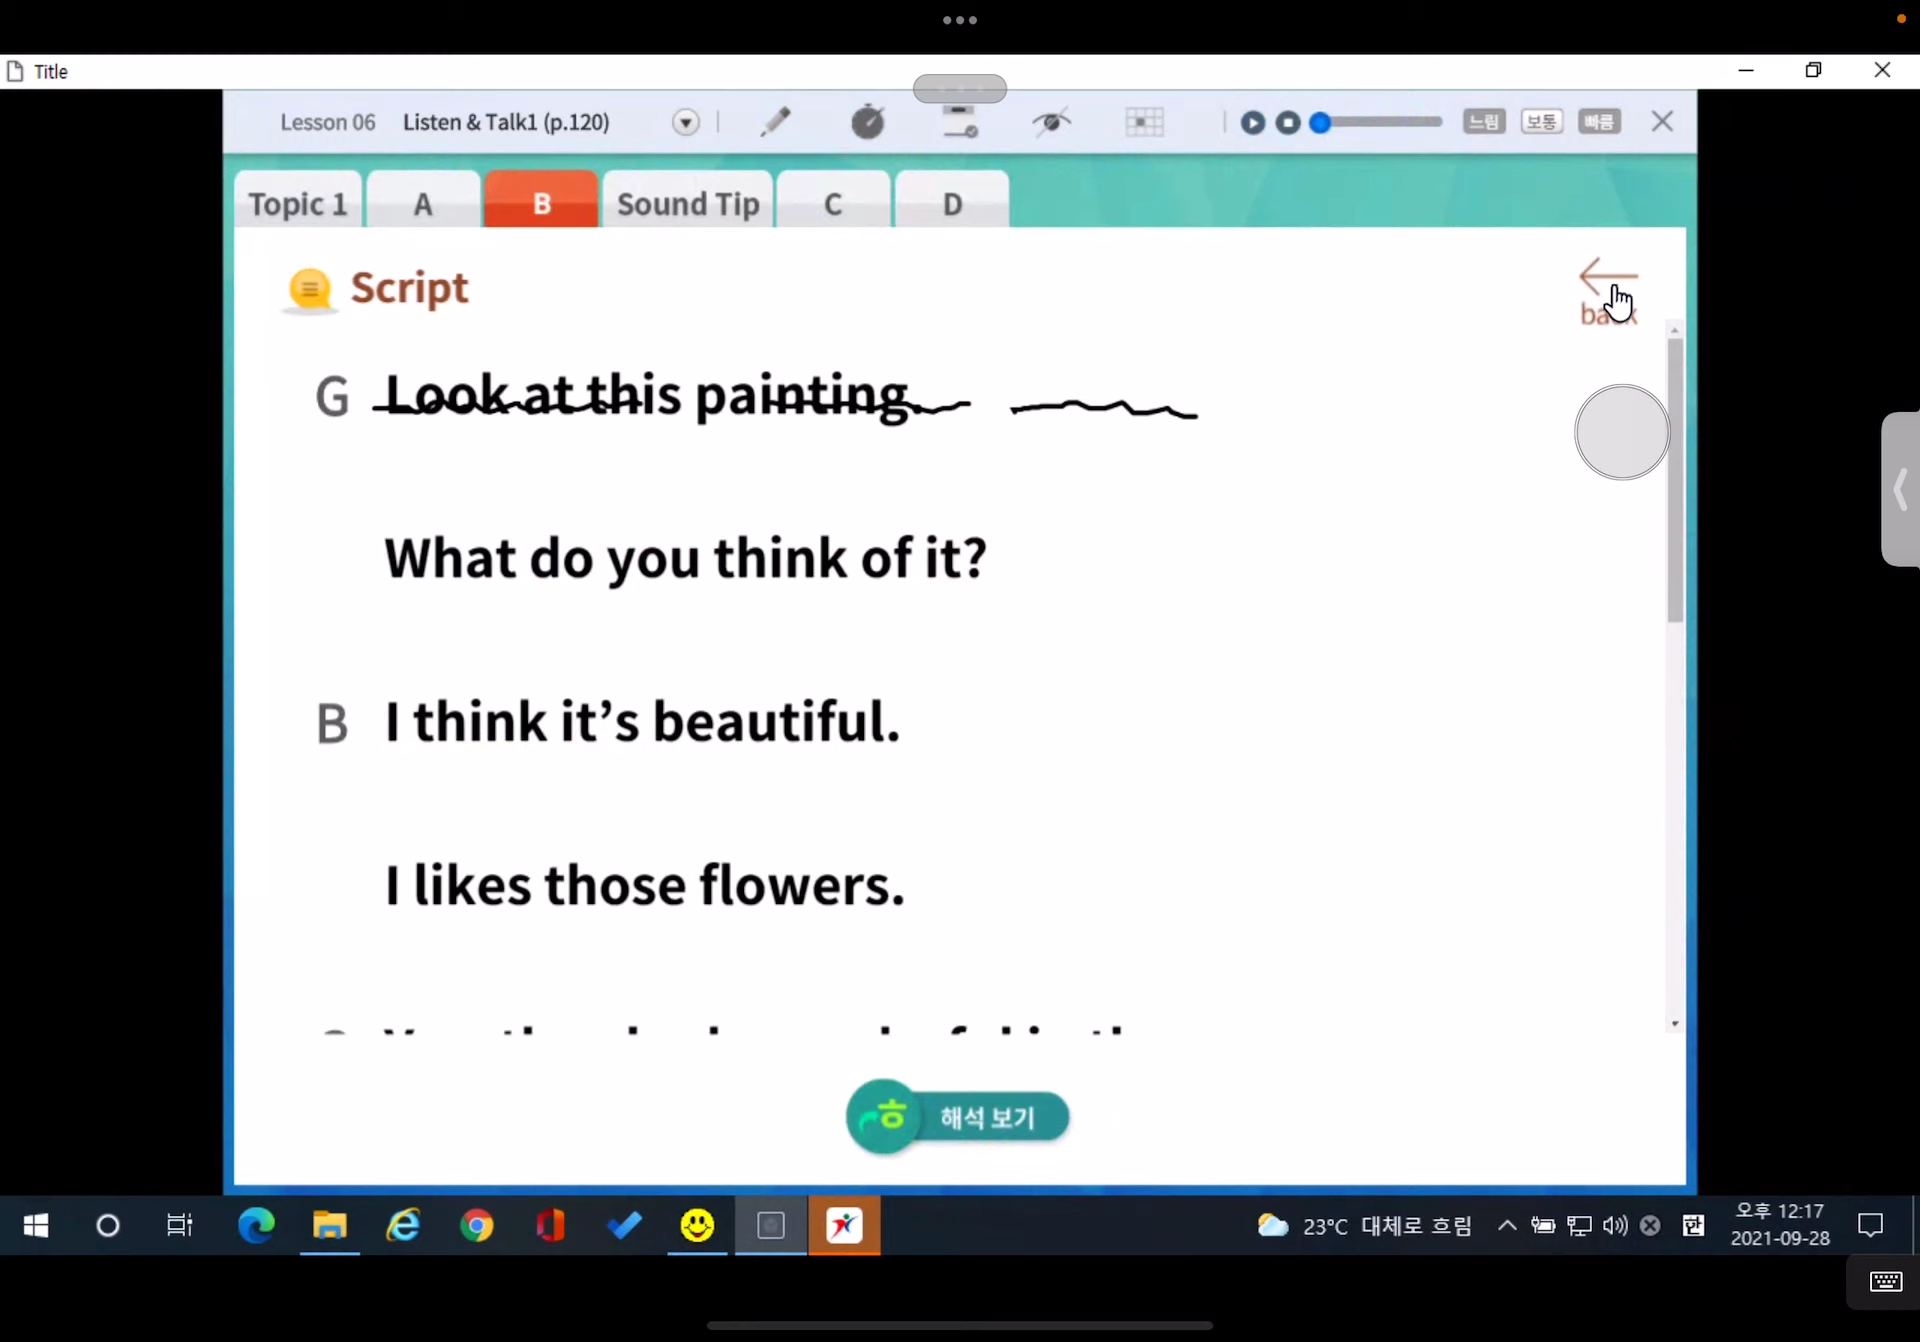 Title
Lesson 06 Listen & Talk1 (p.120) 느림 보통 빠름
Topic 1 A B Sound Tip C D
Script
back
G Look at this painting.
What do you think of it?
B I think it’s beautiful.
I likes those flowers.
해석 보기
23°C 대체로 흐림 한 오후 12:17
2021-09-28